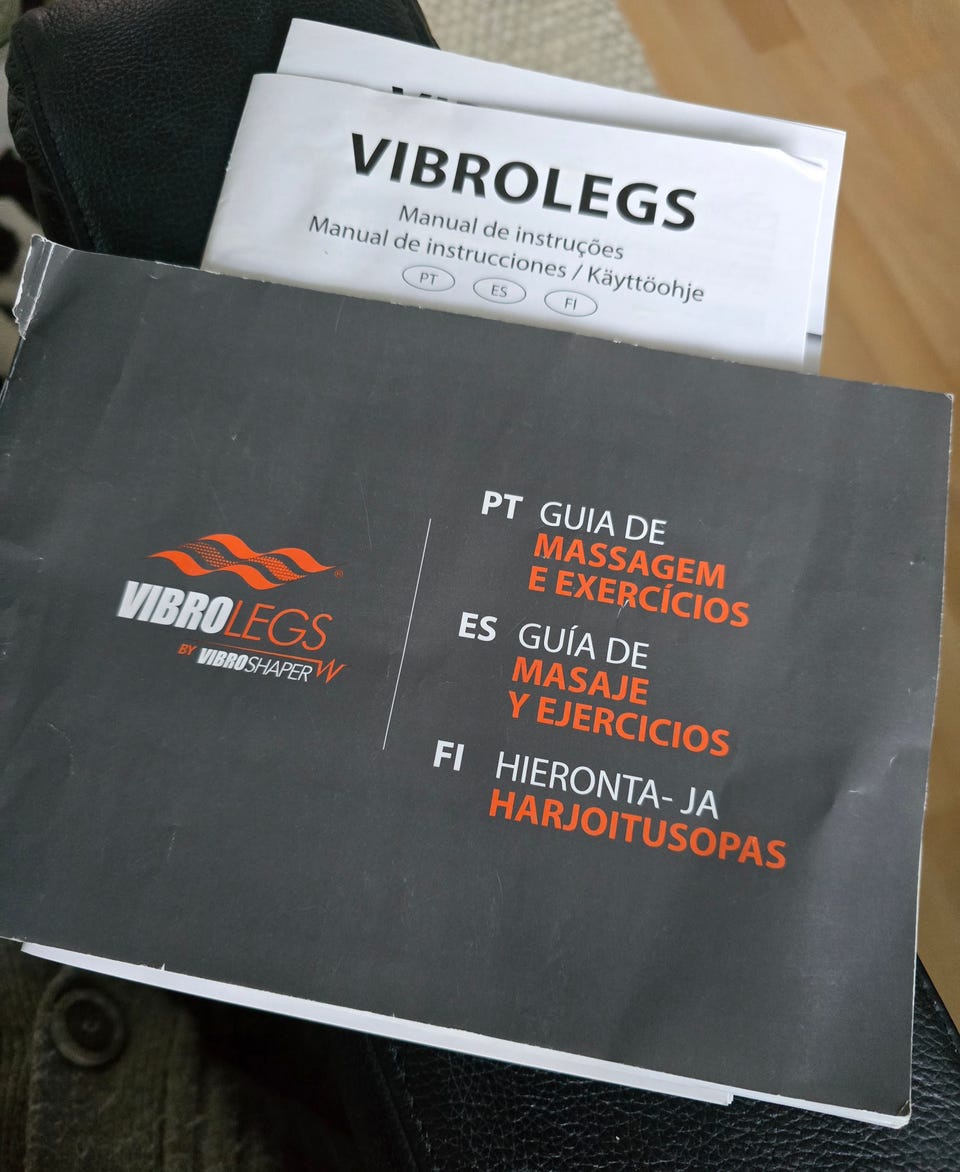 VIBROLEGS
Manual de instruções
Manual de instrucciones / Käyttöohje
PT ES FI
VIBROLEGS
BY VIBROSHAPER
PT GUIA DE
MASSAGEM
E EXERCÍCIOS
ES GUÍA DE
MASAJE
Y EJERCICIOS
FI HIERONTA- JA
HARJOITUSOPAS